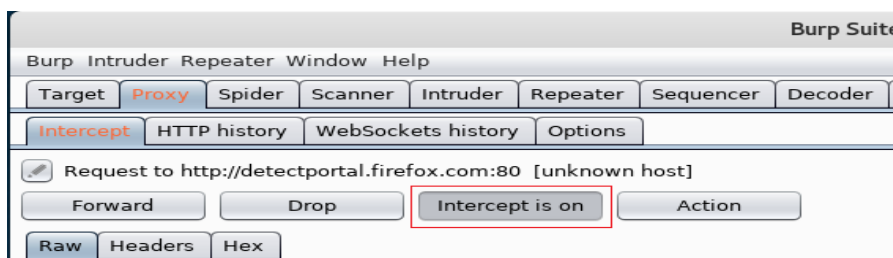 Burp Suite
Burp Intruder Repeater Window Help
Target Proxy Spider Scanner Intruder Repeater Sequencer Decoder
Intercept HTTP history WebSockets history Options
Request to http://detectportal.firefox.com:80 [unknown host]
Forward Drop Intercept is on Action
Raw Headers Hex